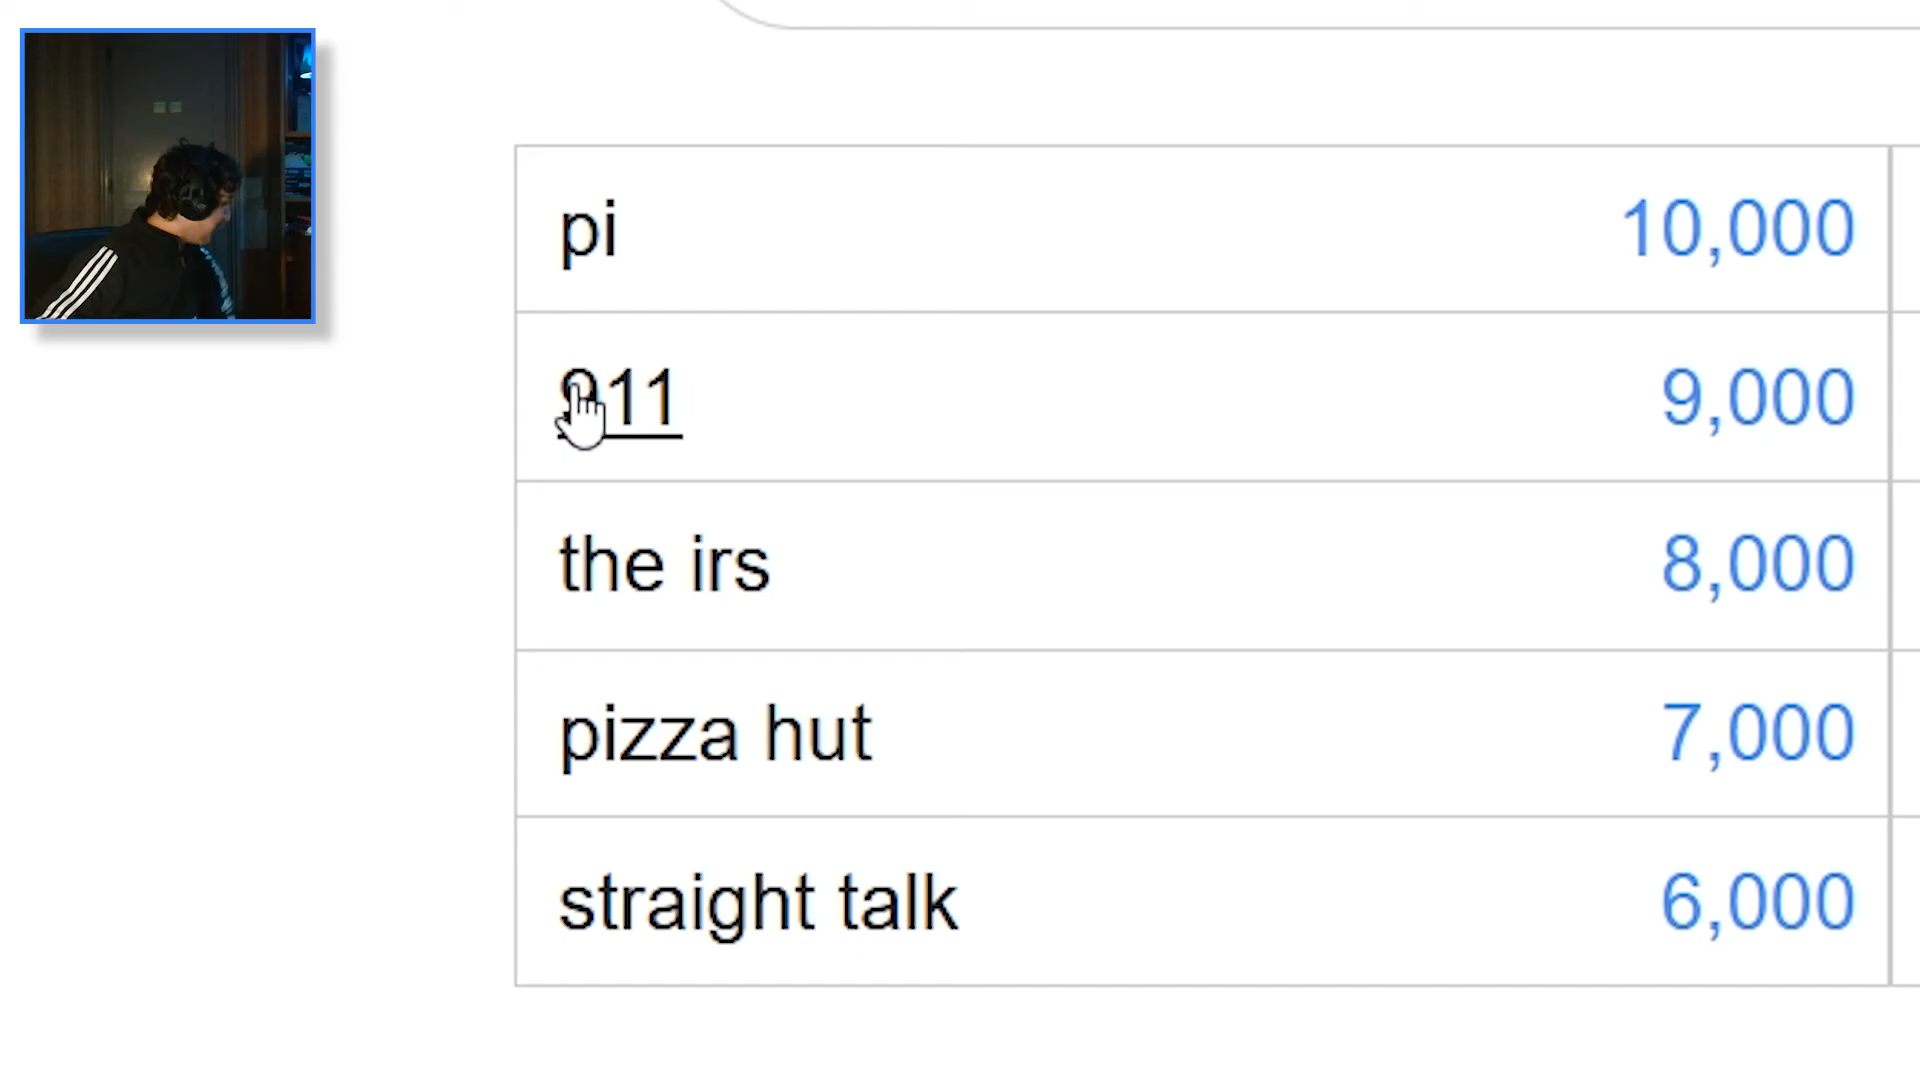 pi 10,000
911 9,000
the irs 8,000
pizza hut 7,000
straight talk 6,000